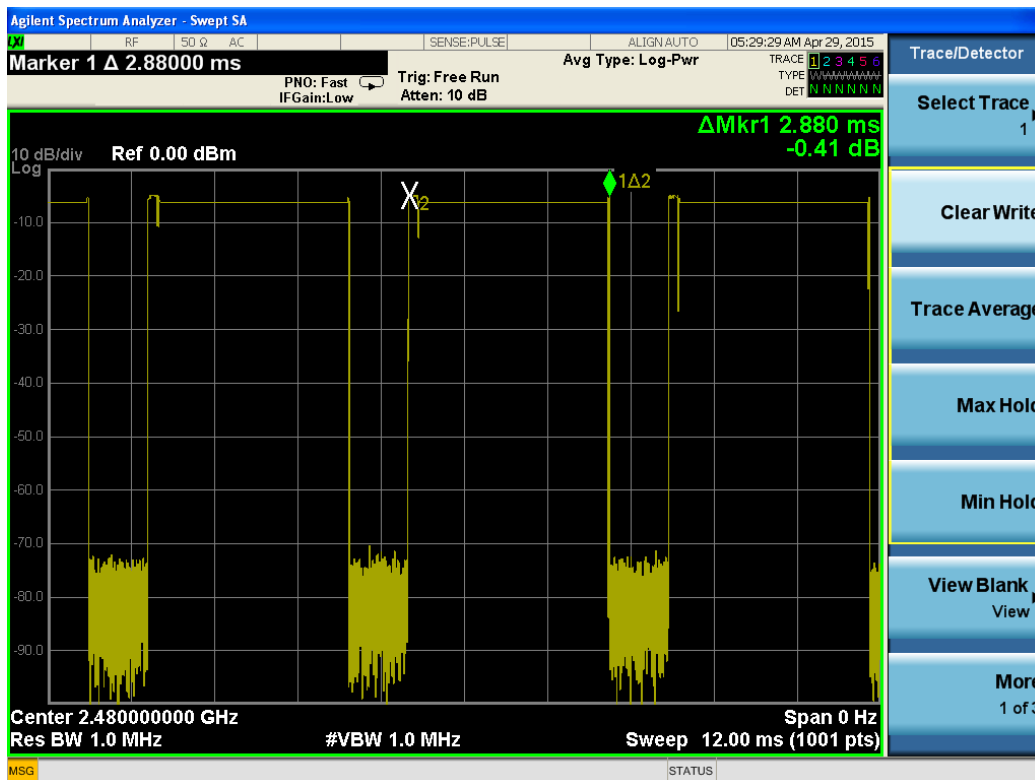 Agilent Spectrum Analyzer - Swept SA
LXI RF 50 Ω AC SENSE:PULSE ALIGN AUTO 05:29:29 AM Apr 29, 2015
Marker 1 Δ 2.88000 ms
PNO: Fast
IFGain:Low
Trig: Free Run
Atten: 10 dB
Avg Type: Log-Pwr
TRACE 1 2 3 4 5 6
TYPE
DET N N N N N N
ΔMkr1 2.880 ms
-0.41 dB
10 dB/div
Log
Ref 0.00 dBm
X2
1Δ2
-10.0
-20.0
-30.0
-40.0
-50.0
-60.0
-70.0
-80.0
-90.0
Center 2.480000000 GHz
Res BW 1.0 MHz
#VBW 1.0 MHz
Span 0 Hz
Sweep 12.00 ms (1001 pts)
MSG
STATUS
Trace/Detector
Select Trace
1
Clear Write
Trace Average
Max Hold
Min Hold
View Blank
View
More
1 of 3